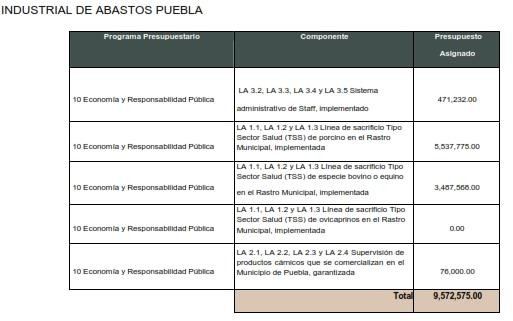 INDUSTRIAL DE ABASTOS PUEBLA
Programa Presupuestario
Componente
Presupuesto
Asignado
10 Economía y Responsabilidad Pública
LA 3.2, LA 3.3, LA 3.4 y LA 3.5 Sistema
administrativo de Staff, implementado
471,232.00
10 Economía y Responsabilidad Pública
LA 1.1, LA 1.2 y LA 1.3 Línea de sacrificio Tipo
Sector Salud (TSS) de porcino en el Rastro
Municipal, implementada
5,537,775.00
10 Economía y Responsabilidad Pública
LA 1.1, LA 1.2 y LA 1.3 Línea de sacrificio Tipo
Sector Salud (TSS) de especie bovino o equino
en el Rastro Municipal, implementada
3,487,568.00
10 Economía y Responsabilidad Pública
LA 1.1, LA 1.2 y LA 1.3 Línea de sacrificio Tipo
Sector Salud (TSS) de ovicaprinos en el Rastro
Municipal, implementada
0.00
10 Economía y Responsabilidad Pública
LA 2.1, LA 2.2, LA 2.3 y LA 2.4 Supervisión de
productos cárnicos que se comercializan en el
Municipio de Puebla, garantizada
76,000.00
Total
9,572,575.00